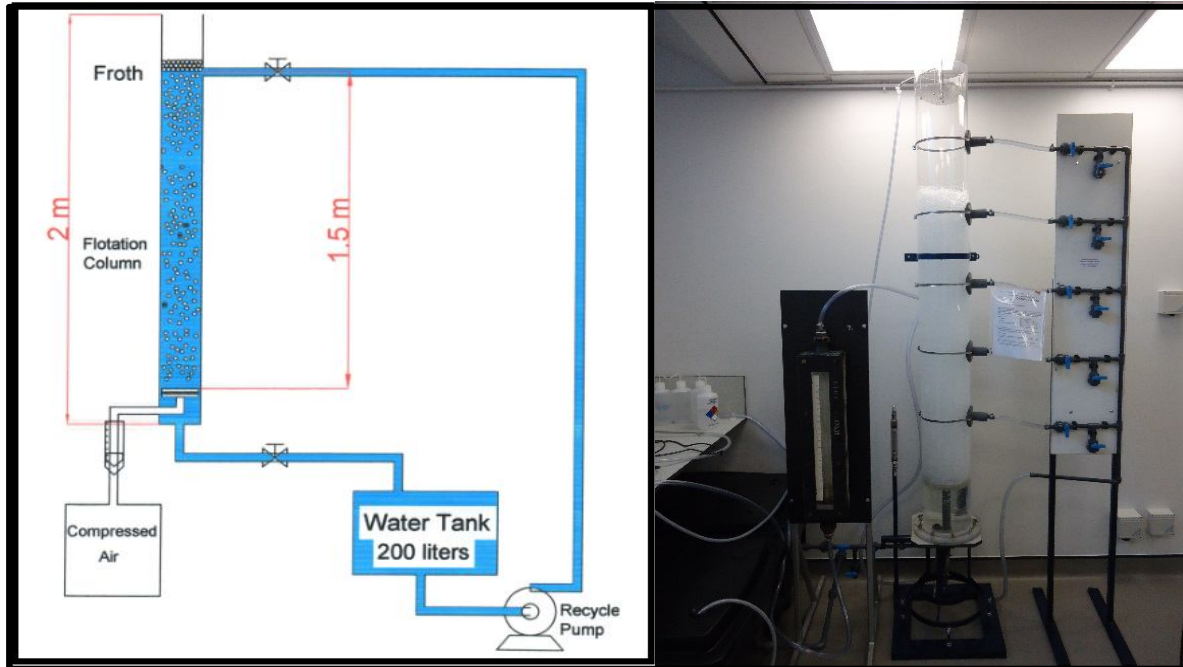 2 m
Froth
Flotation
Column
1.5 m
Compressed
Air
Water Tank
200 liters
Recycle
Pump